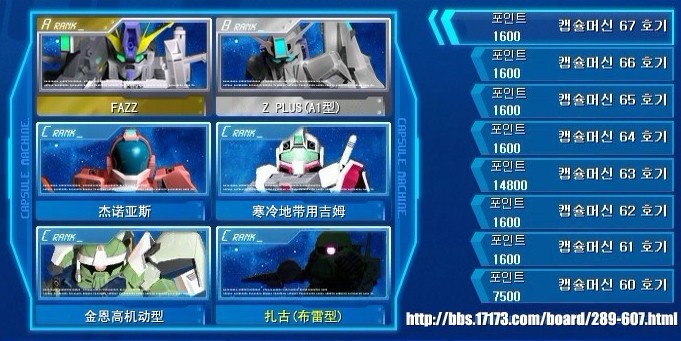 A RANK_
B RANK_
FAZZ
Z PLUS(A1型)
C RANK_
C RANK_
杰诺亚斯
寒冷地带用吉姆
C RANK_
C RANK_
金恩高机动型
扎古(布雷型)
CAPSULE MACHINE
CAPSULE MACHINE
포인트
1600
캡슐머신 67 호기
포인트
1600
캡슐머신 66 호기
포인트
1600
캡슐머신 65 호기
포인트
1600
캡슐머신 64 호기
포인트
14800
캡슐머신 63 호기
포인트
1600
캡슐머신 62 호기
포인트
1600
캡슐머신 61 호기
포인트
7500
캡슐머신 60 호기
http://bbs.17173.com/board/289-607.html